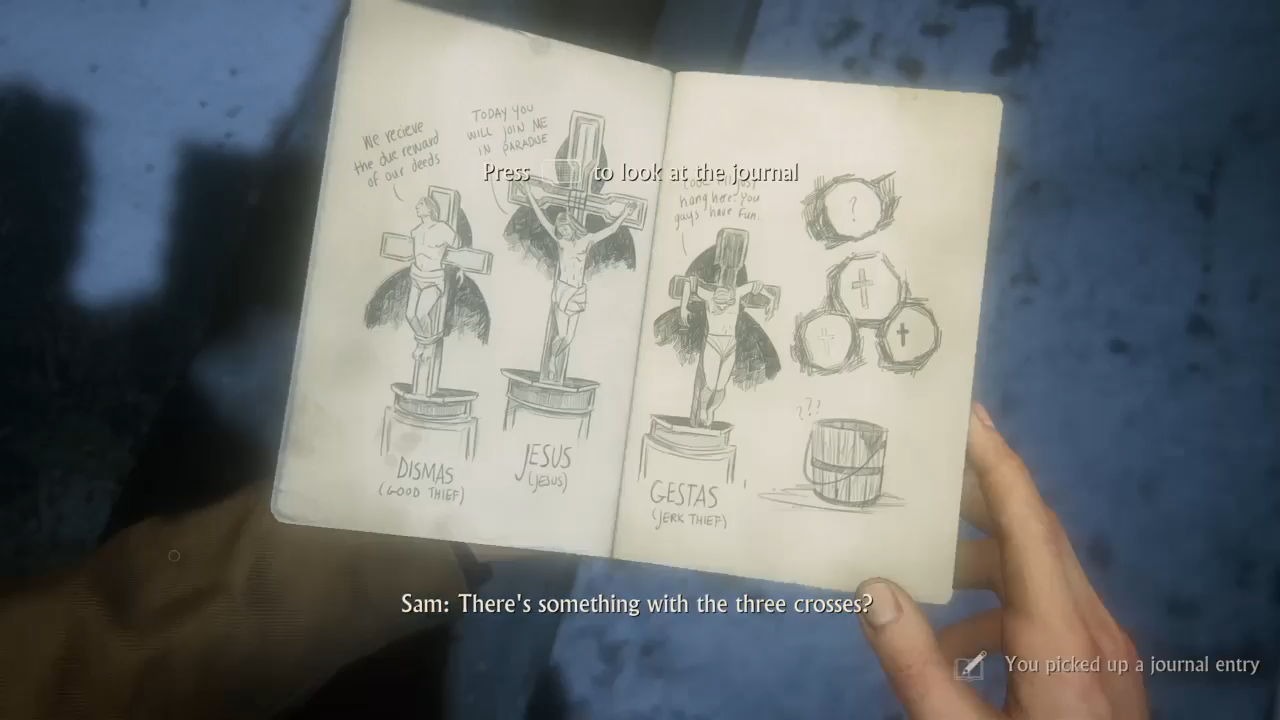 We recieve
the due reward
of our deeds
TODAY YOU
WILL JOIN ME
IN PARADISE
Press to look at the journal
hang here. You
guys have fun.
?
DISMAS
(GOOD THIEF)
JESUS
(JESUS)
GESTAS
(JERK THIEF)
???
Sam: There's something with the three crosses?
You picked up a journal entry